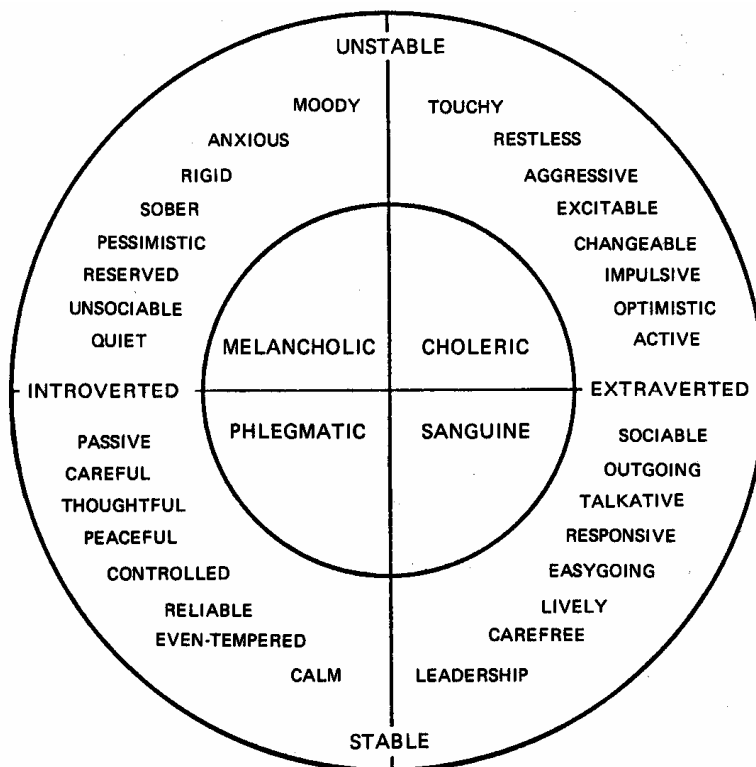 UNSTABLE
MOODY TOUCHY
ANXIOUS RESTLESS
RIGID AGGRESSIVE
SOBER EXCITABLE
PESSIMISTIC CHANGEABLE
RESERVED IMPULSIVE
UNSOCIABLE OPTIMISTIC
QUIET MELANCHOLIC CHOLERIC ACTIVE
INTROVERTED EXTRAVERTED
PASSIVE PHLEGMATIC SANGUINE SOCIABLE
CAREFUL OUTGOING
THOUGHTFUL TALKATIVE
PEACEFUL RESPONSIVE
CONTROLLED EASYGOING
RELIABLE LIVELY
EVEN-TEMPERED CAREFREE
CALM LEADERSHIP
STABLE